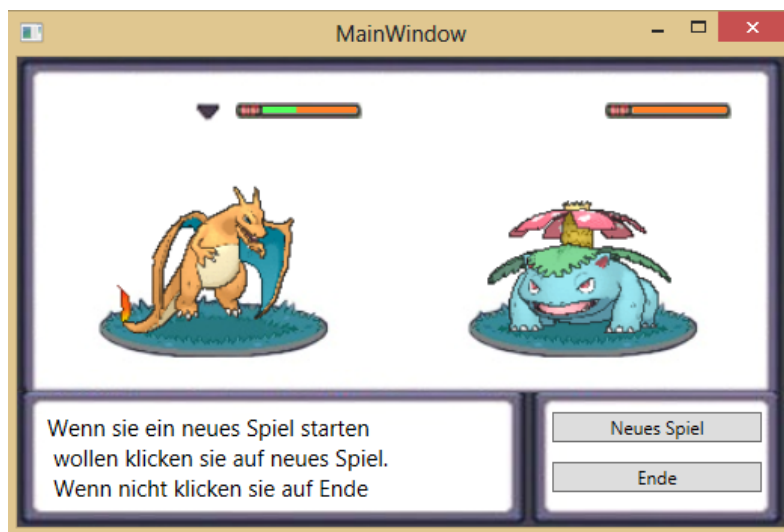 MainWindow
Wenn sie ein neues Spiel starten
wollen klicken sie auf neues Spiel.
Wenn nicht klicken sie auf Ende
Neues Spiel
Ende